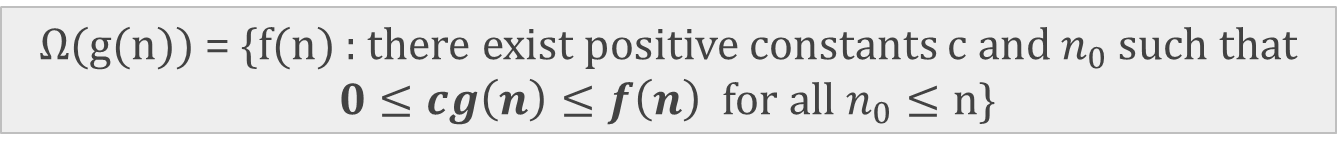 Ω(g(n)) = {f(n) : there exist positive constants c and n₀ such that
0 ≤ cg(n) ≤ f(n) for all n₀ ≤ n}